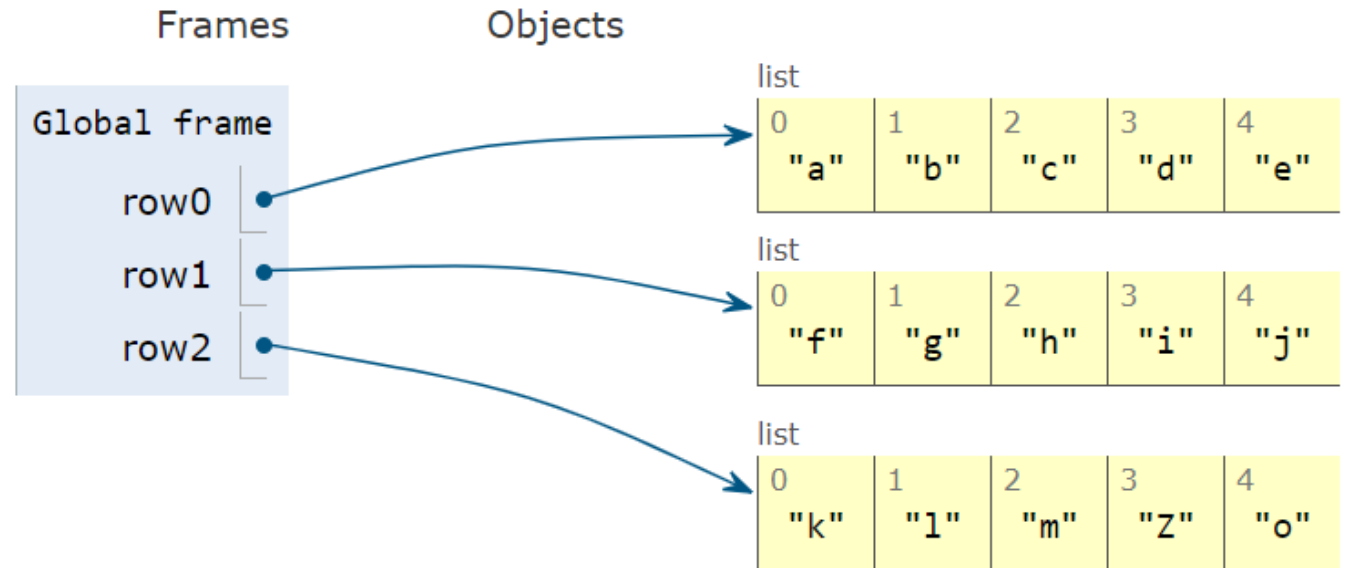 Frames Objects
Global frame
row0
row1
row2
list
0 1 2 3 4
"a" "b" "c" "d" "e"
list
0 1 2 3 4
"f" "g" "h" "i" "j"
list
0 1 2 3 4
"k" "l" "m" "Z" "o"